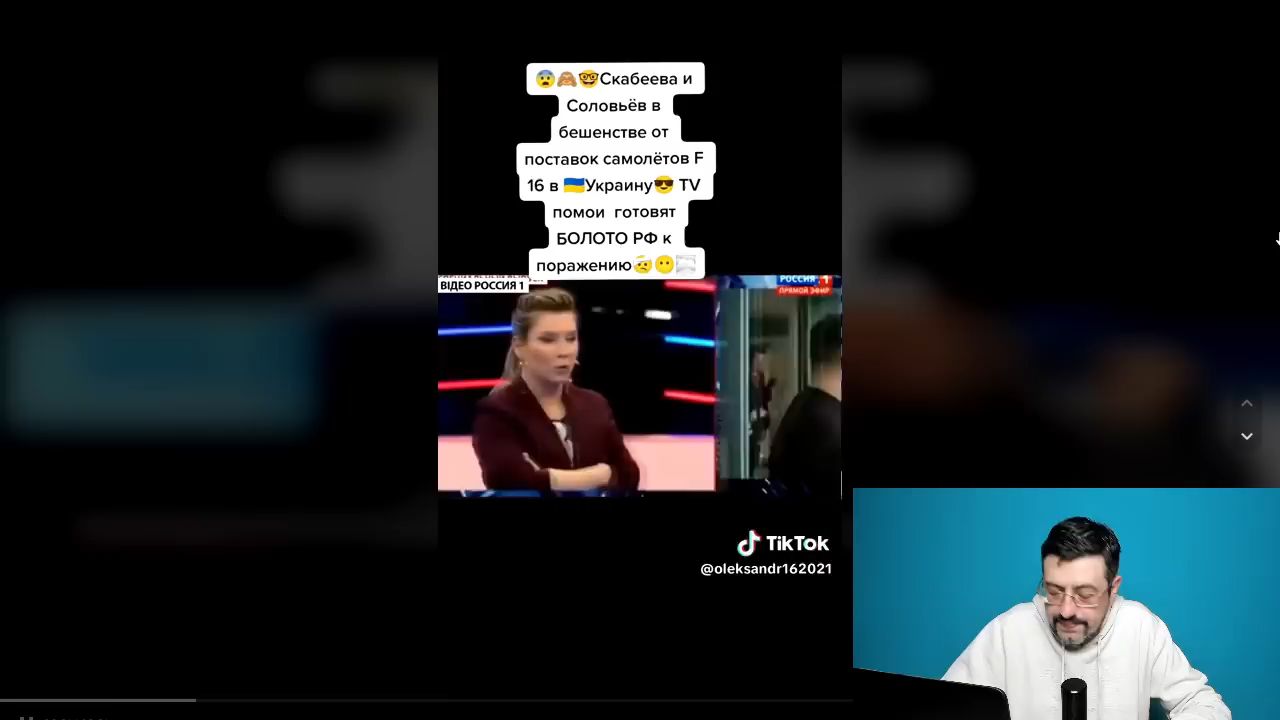 😨🙈🤓Скабеева и
Соловьёв в
бешенстве от
поставок самолётов F
16 в 🇺🇦Украину😎 TV
помои готовят
БОЛОТО РФ к
поражению🤕😶🏳️
ВІДЕО РОССИЯ 1
РОССИЯ 1
ПРЯМОЙ ЭФИР
TikTok
@oleksandr162021